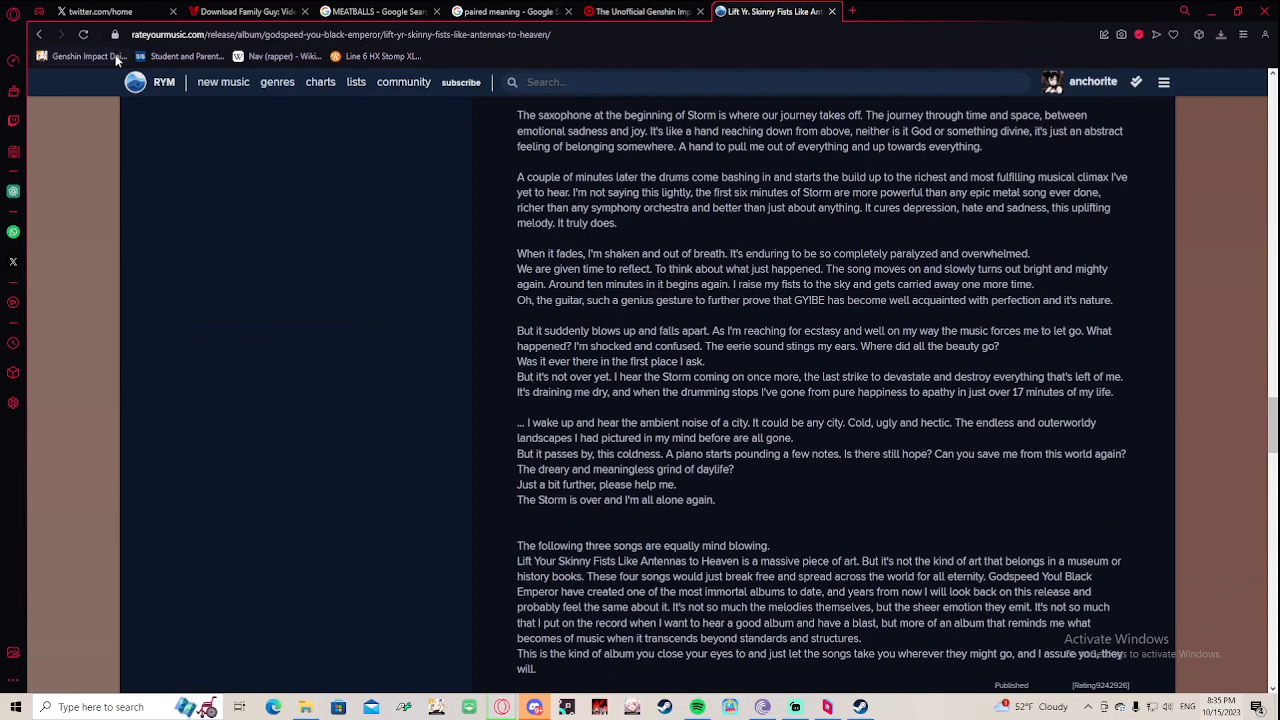 twitter.com/home
Download Family Guy: Vide
MEATBALLS - Google Searc
paired meaning - Google S
The Unofficial Genshin Imp
Lift Yr. Skinny Fists Like An
rateyourmusic.com/release/album/godspeed-you-black-emperor/lift-yr-skinny-fists-like-antennas-to-heaven/
Genshin Impact Dai...
SIS Student and Parent...
W Nav (rapper) - Wiki...
Line 6 HX Stomp XL...
RYM
new music
genres
charts
lists
community
subscribe
Search...
anchorite
The saxophone at the beginning of Storm is where our journey takes off. The journey through time and space, between
emotional sadness and joy. It's like a hand reaching down from above, neither is it God or something divine, it's just an abstract
feeling of belonging somewhere. A hand to pull me out of everything and up towards everything.
A couple of minutes later the drums come bashing in and starts the build up to the richest and most fulfilling musical climax I've
yet to hear. I'm not saying this lightly, the first six minutes of Storm are more powerful than any epic metal song ever done,
richer than any symphony orchestra and better than just about anything. It cures depression, hate and sadness, this uplifting
melody. It truly does.
When it fades, I'm shaken and out of breath. It's enduring to be so completely paralyzed and overwhelmed.
We are given time to reflect. To think about what just happened. The song moves on and slowly turns out bright and mighty
again. Around ten minutes in it begins again. I raise my fists to the sky and gets carried away one more time.
Oh, the guitar, such a genius gesture to further prove that GY!BE has become well acquainted with perfection and it's nature.
But it suddenly blows up and falls apart. As I'm reaching for ecstasy and well on my way the music forces me to let go. What
happened? I'm shocked and confused. The eerie sound stings my ears. Where did all the beauty go?
Was it ever there in the first place I ask.
But it's not over yet. I hear the Storm coming on once more, the last strike to devastate and destroy everything that's left of me.
It's draining me dry, and when the drumming stops I've gone from pure happiness to apathy in just over 17 minutes of my life.
... I wake up and hear the ambient noise of a city. It could be any city. Cold, ugly and hectic. The endless and outerworldy
landscapes I had pictured in my mind before are all gone.
But it passes by, this coldness. A piano starts pounding a few notes. Is there still hope? Can you save me from this world again?
The dreary and meaningless grind of daylife?
Just a bit further, please help me.
The Storm is over and I'm all alone again.
The following three songs are equally mind blowing.
Lift Your Skinny Fists Like Antennas to Heaven is a massive piece of art. But it's not the kind of art that belongs in a museum or
history books. These four songs would just break free and spread across the world for all eternity. Godspeed You! Black
Emperor have created one of the most immortal albums to date, and years from now I will look back on this release and
probably feel the same about it. It's not so much the melodies themselves, but the sheer emotion they emit. It's not so much
that I put on the record when I want to hear a good album and have a blast, but more of an album that reminds me what
becomes of music when it transcends beyond standards and structures.
This is the kind of album you close your eyes to and just let the songs take you wherever they might go, and I assure you, they
will.
Activate Windows
to activate Windows.
Published
[Rating9242926]
Type here to search
52°F Cloudy
8:35 PM
10/15/2023